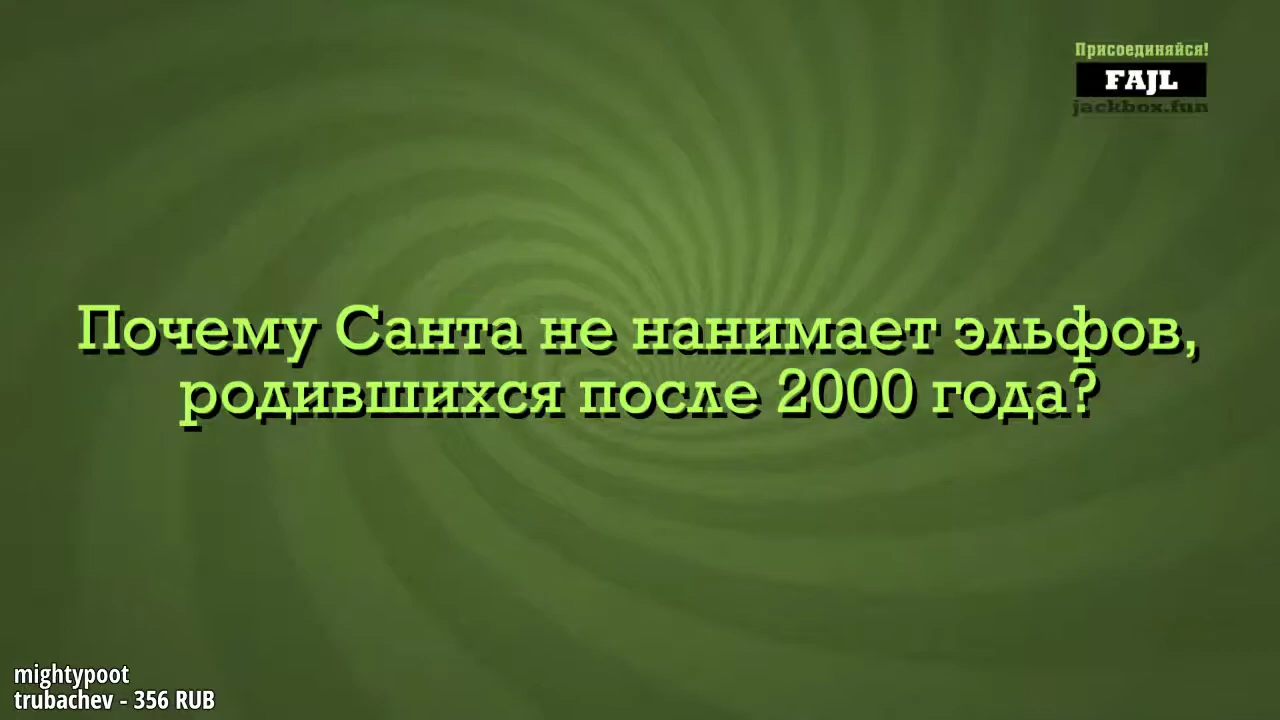 Присоединяйся!
FAJL
jackbox.fun
Почему Санта не нанимает эльфов,
родившихся после 2000 года?
mightypoot
trubachev - 356 RUB